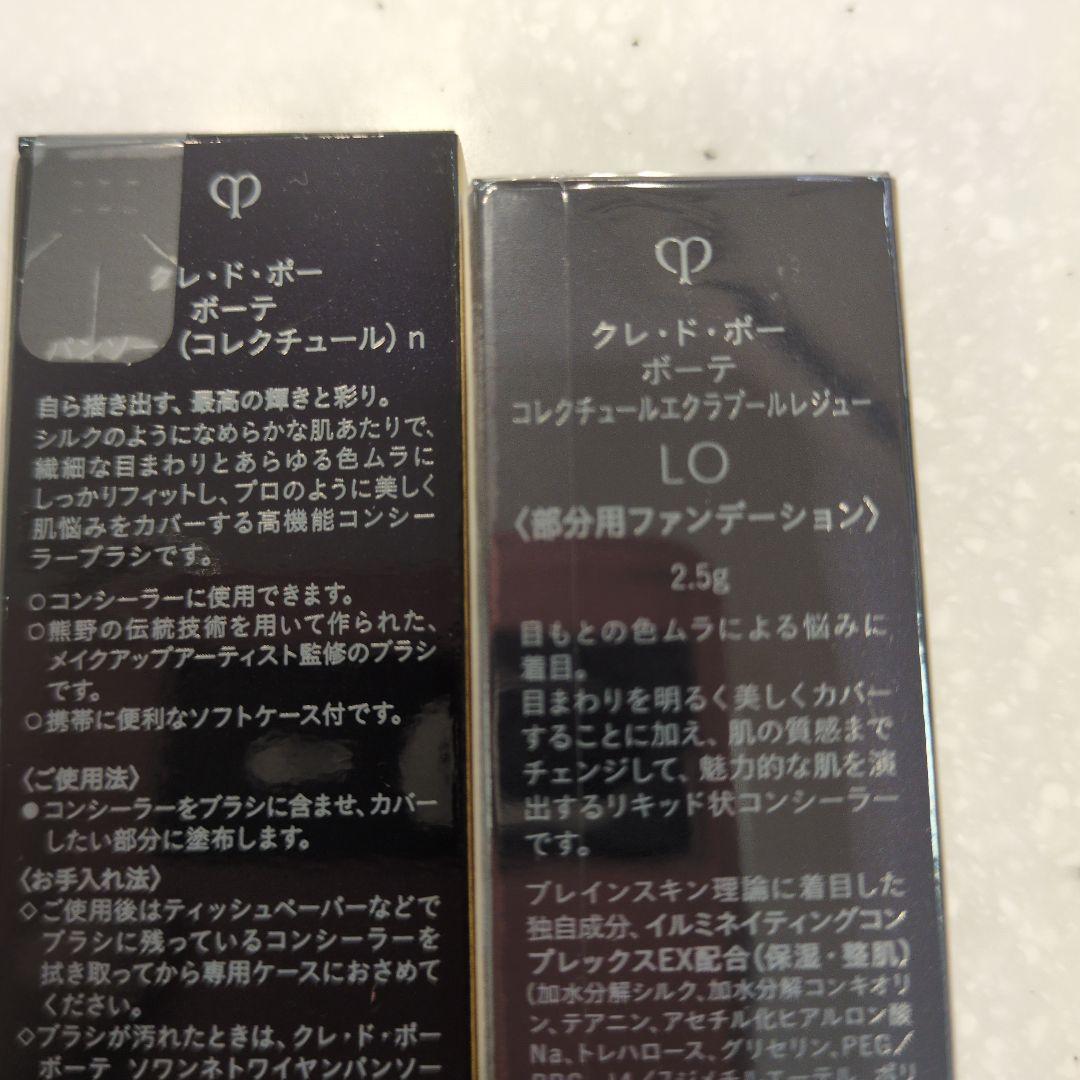 クレ・ド・ポー
ボーテ
パンソー (コレクチュール) n
自ら描き出す、最高の輝きと彩り。
シルクのようになめらかな肌あたりで、
繊細な目まわりとあらゆる色ムラに
しっかりフィットし、プロのように美しく
肌悩みをカバーする高機能コンシー
ラーブラシです。
○コンシーラーに使用できます。
○熊野の伝統技術を用いて作られた、
メイクアップアーティスト監修のブラシ
です。
○携帯に便利なソフトケース付です。
〈ご使用法〉
●コンシーラーをブラシに含ませ、カバー
したい部分に塗布します。
〈お手入れ法〉
◇ご使用後はティッシュペーパーなどで
ブラシに残っているコンシーラーを
拭き取ってから専用ケースにおさめて
ください。
◇ブラシが汚れたときは、クレ・ド・ポー
ボーテ ソワンネトワイヤンパンソー
クレ・ド・ポー
ボーテ
コレクチュールエクラプールレジュー
LO
〈部分用ファンデーション〉
2.5g
目もとの色ムラによる悩みに
着目。
目まわりを明るく美しくカバー
することに加え、肌の質感まで
チェンジして、魅力的な肌を演
出するリキッド状コンシーラー
です。
ブレインスキン理論に着目した
独自成分、イルミネイティングコン
プレックスEX配合(保湿・整肌)
(加水分解シルク、加水分解コンキオリ
ン、テアニン、アセチル化ヒアルロン酸
Na、トレハロース、グリセリン、PEG／